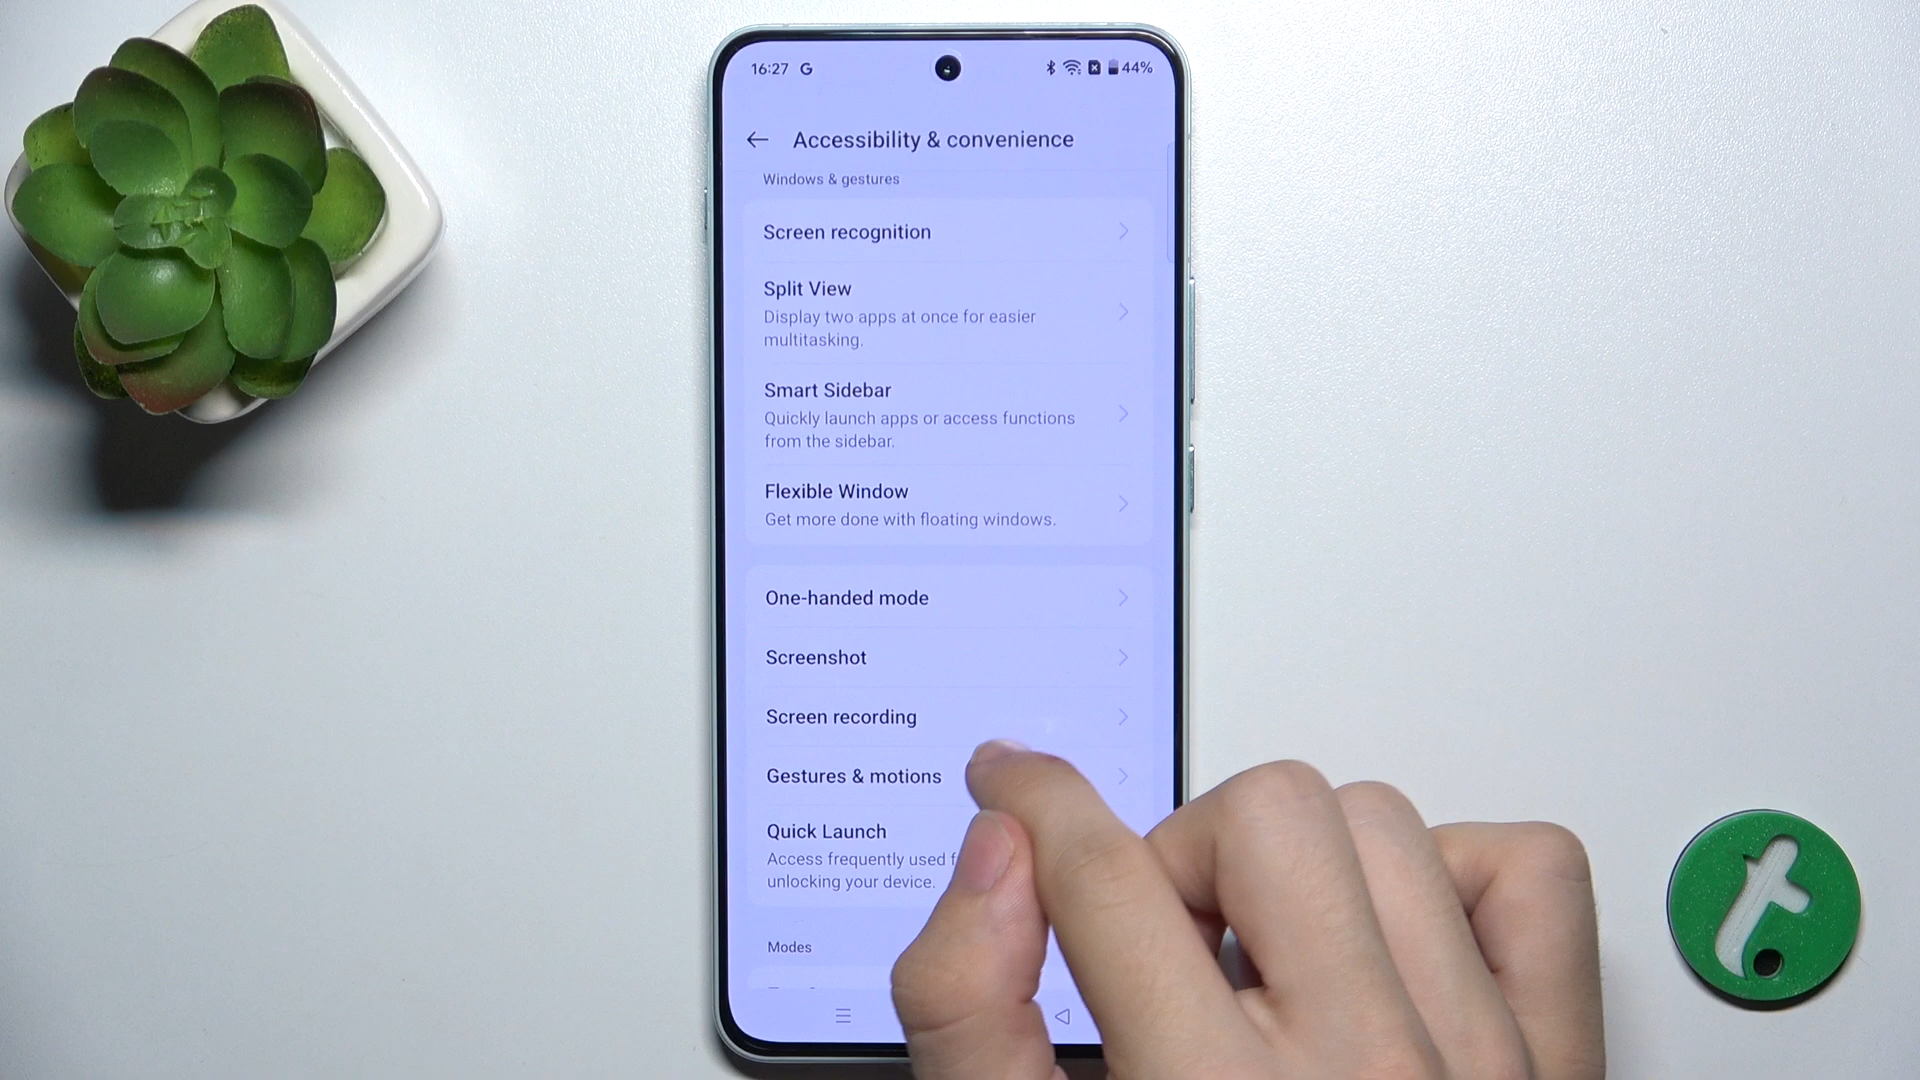 16:27 G
44%
Accessibility & convenience
Windows & gestures
Screen recognition
Split View
Display two apps at once for easier
multitasking.
Smart Sidebar
Quickly launch apps or access functions
from the sidebar.
Flexible Window
Get more done with floating windows.
One-handed mode
Screenshot
Screen recording
Gestures & motions
Quick Launch
Access frequently used
unlocking your device.
Modes